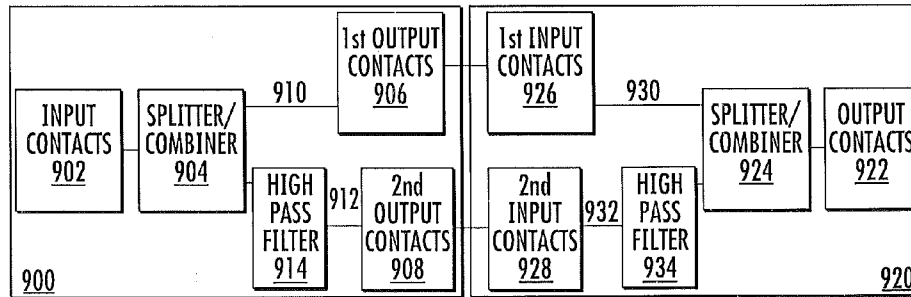 INPUT
CONTACTS
902
SPLITTER/
COMBINER
904
910
1st OUTPUT
CONTACTS
906
HIGH
PASS
FILTER
914
912
2nd
OUTPUT
CONTACTS
908
900
1st INPUT
CONTACTS
926
930
2nd
INPUT
CONTACTS
928
932
HIGH
PASS
FILTER
934
SPLITTER/
COMBINER
924
OUTPUT
CONTACTS
922
920